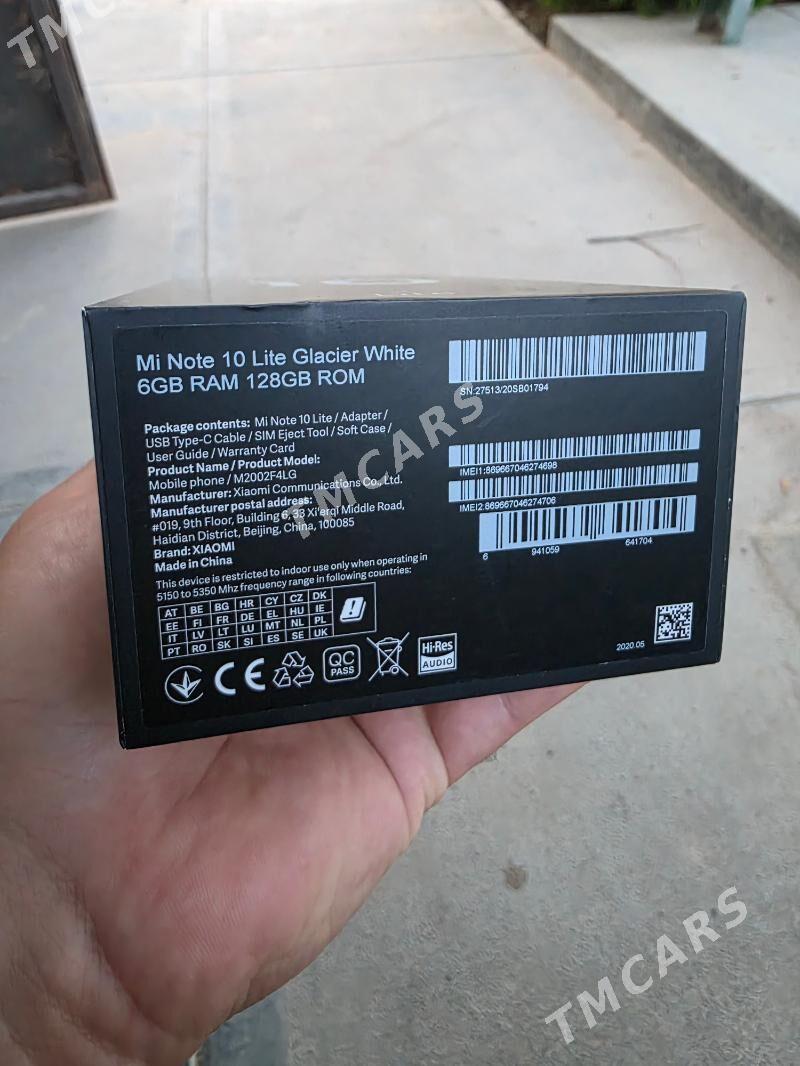 Mi Note 10 Lite Glacier White
6GB RAM 128GB ROM
Package contents: Mi Note 10 Lite / Adapter /
USB Type-C Cable / SIM Eject Tool / Soft Case /
User Guide / Warranty Card
Product Name / Product Model:
Mobile phone / M2002F4LG
Manufacturer: Xiaomi Communications Co., Ltd.
Manufacturer postal address:
#019, 9th Floor, Building 6, 33 Xi'erqi Middle Road,
Haidian District, Beijing, China, 100085
Brand: XIAOMI
Made in China
This device is restricted to indoor use only when operating in
5150 to 5350 Mhz frequency range in following countries:
AT BE BG HR CY CZ DK
EE FI FR DE EL HU IE
IT LV LT LU MT NL PL
PT RO SK SI ES SE UK
CE
QC
PASS
Hi-Res
AUDIO
SN:27513/20SB01794
IMEI1:869667046274698
IMEI2:869667046274706
6 941059 641704
2020.05
TMCARS
TMCARS
TMCARS